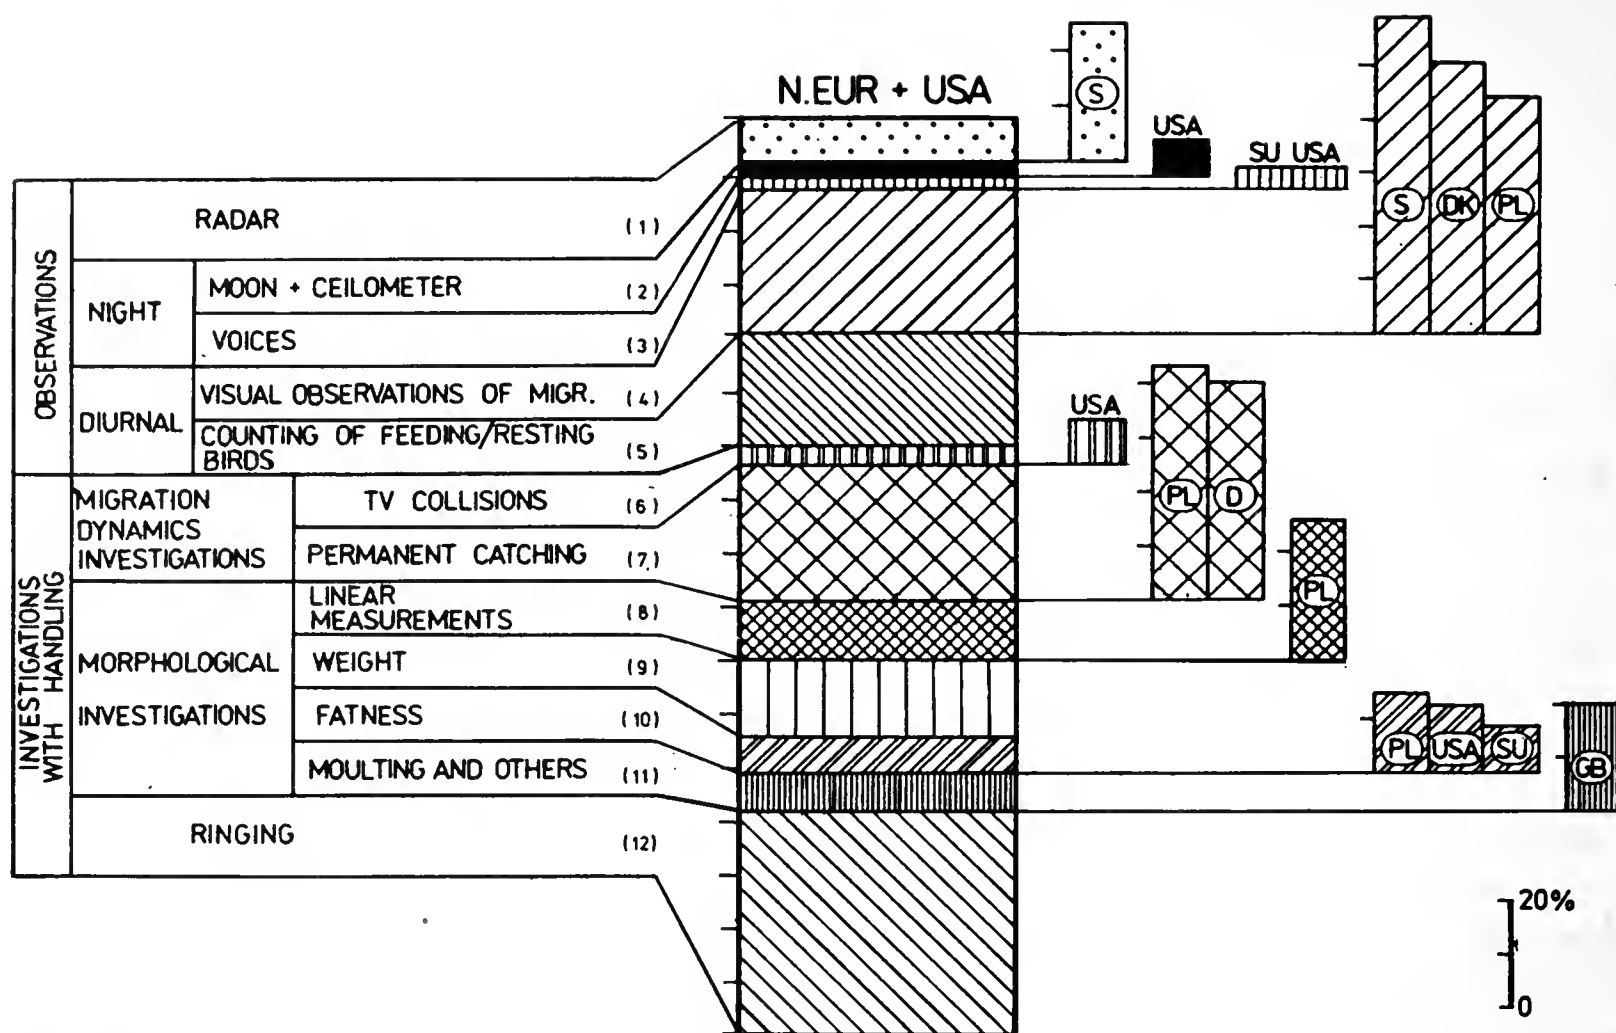 N.EUR + USA
S
USA
SU USA
S
DK
PL
OBSERVATIONS
RADAR (1)
NIGHT
MOON + CEILOMETER (2)
VOICES (3)
DIURNAL
VISUAL OBSERVATIONS OF MIGR. (4)
COUNTING OF FEEDING/RESTING
BIRDS (5)
USA
PL
D
INVESTIGATIONS
WITH HANDLING
MIGRATION
DYNAMICS
INVESTIGATIONS
TV COLLISIONS (6)
PERMANENT CATCHING (7)
PL
MORPHOLOGICAL
INVESTIGATIONS
LINEAR
MEASUREMENTS (8)
WEIGHT (9)
FATNESS (10)
MOULTING AND OTHERS (11)
PL
USA
SU
GB
RINGING (12)
20%
0